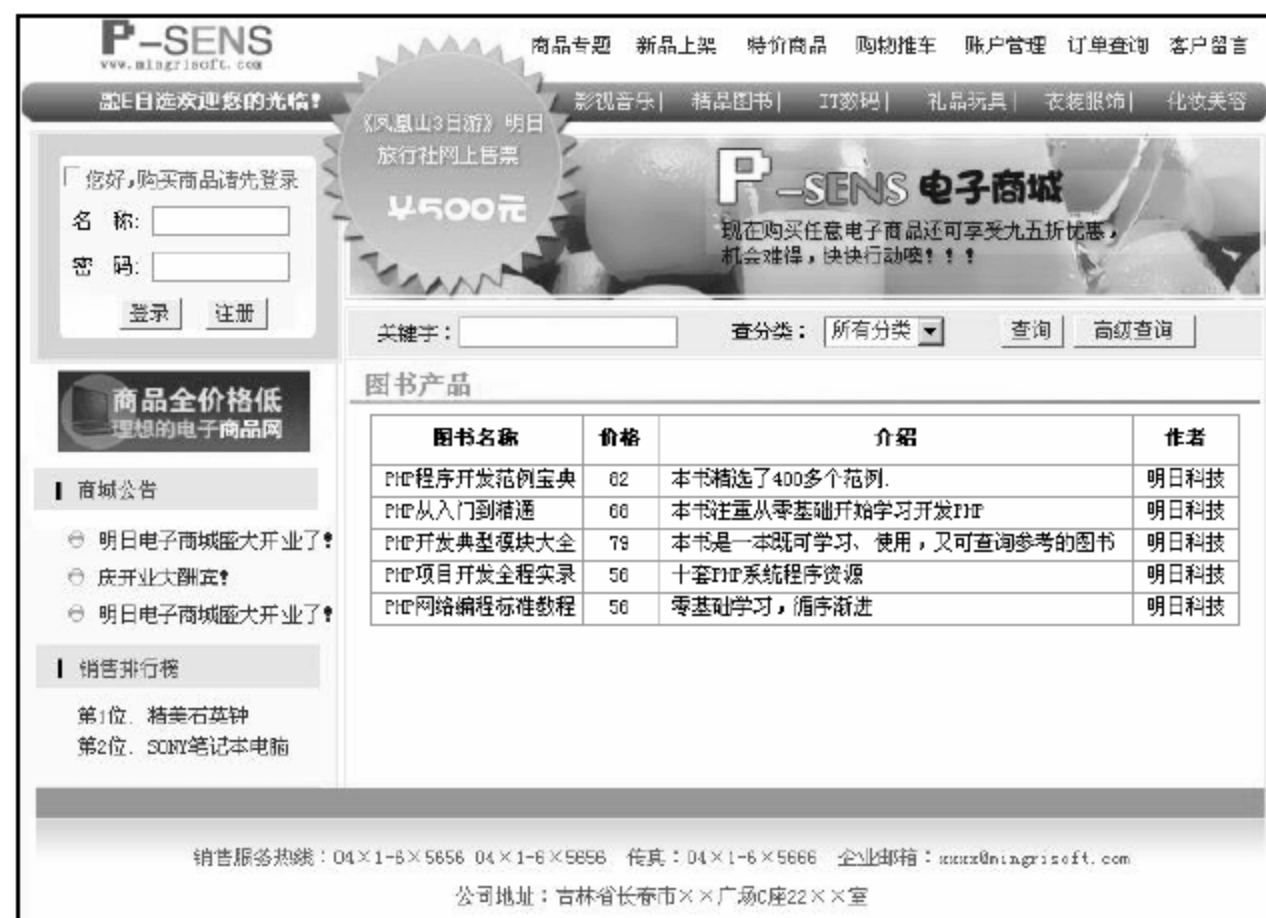 P-SENS
www.mingrisoft.com
商品专题 新品上架 特价商品 购物推车 账户管理 订单查询 客户留言
欢迎您的光临!
影视音乐| 精品图书| IT数码| 礼品玩具| 衣装服饰| 化妆美容
《凤凰山3日游》明日
旅行社网上售票
￥500元
P-SENS 电子商城
现在购买任意电子商品还可享受九五折优惠,
机会难得,快快行动噢!!!
您好,购买商品请先登录
名 称:
密 码:
登录 注册
关键字: 查分类: 所有分类 查询 高级查询
商品全价格低
理想的电子商品网
商城公告
明日电子商城盛大开业了!
庆开业大酬宾!
明日电子商城盛大开业了!
销售排行榜
第1位. 精美石英钟
第2位. SONY笔记本电脑
图书产品
图书名称 价格 介绍 作者
PHP程序开发范例宝典 82 本书精选了400多个范例. 明日科技
PHP从入门到精通 68 本书注重从零基础开始学习开发PHP 明日科技
PHP开发典型模块大全 79 本书是一本既可学习、使用,又可查询参考的图书 明日科技
PHP项目开发全程实录 56 十套PHP系统程序资源 明日科技
PHP网络编程标准教程 56 零基础学习,循序渐进 明日科技
销售服务热线:04×1-8×5656 04×1-8×5656 传真:04×1-8×5666 企业邮箱:xxxx@mingrisoft.com
公司地址:吉林省长春市××广场C座22××室